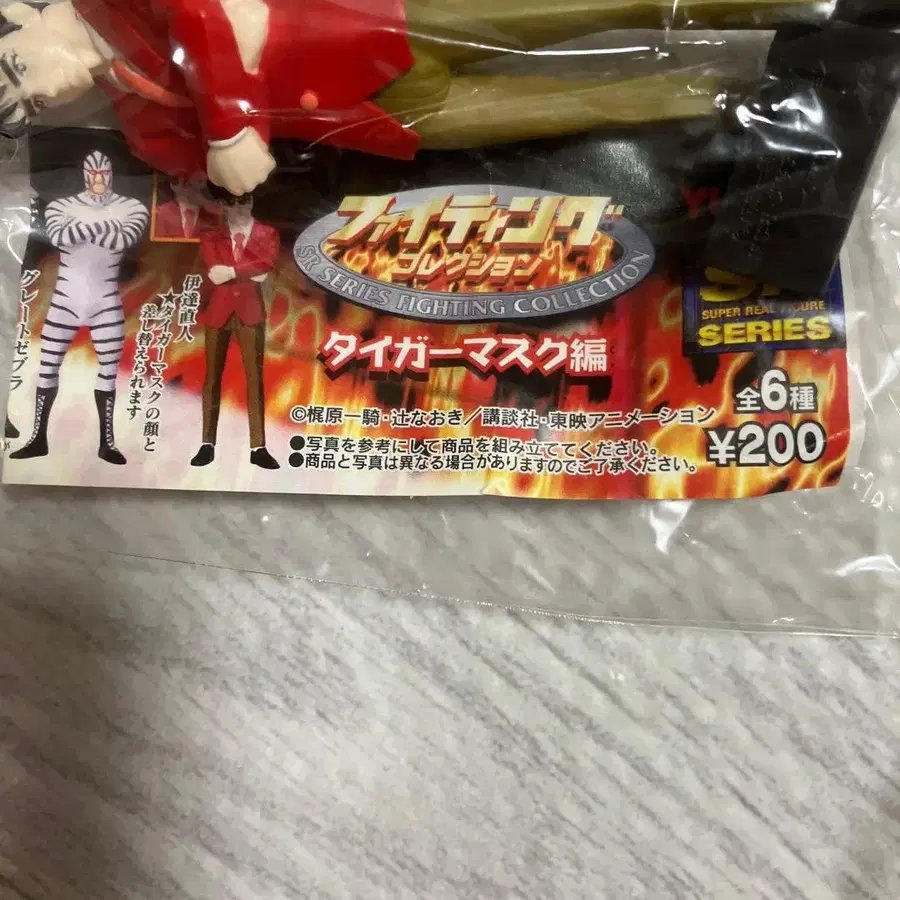 グレートゼブラ
伊達直人
★タイガーマスクの顔と
差し替えられます
ファイティング
コレクション
SR SERIES FIGHTING COLLECTION
タイガーマスク編
SUPER REAL FIGURE
SERIES
全6種
¥200
©梶原一騎・辻なおき/講談社・東映アニメーション
●写真を参考にして商品を組み立ててください。
●商品と写真は異なる場合がありますのでご了承ください。